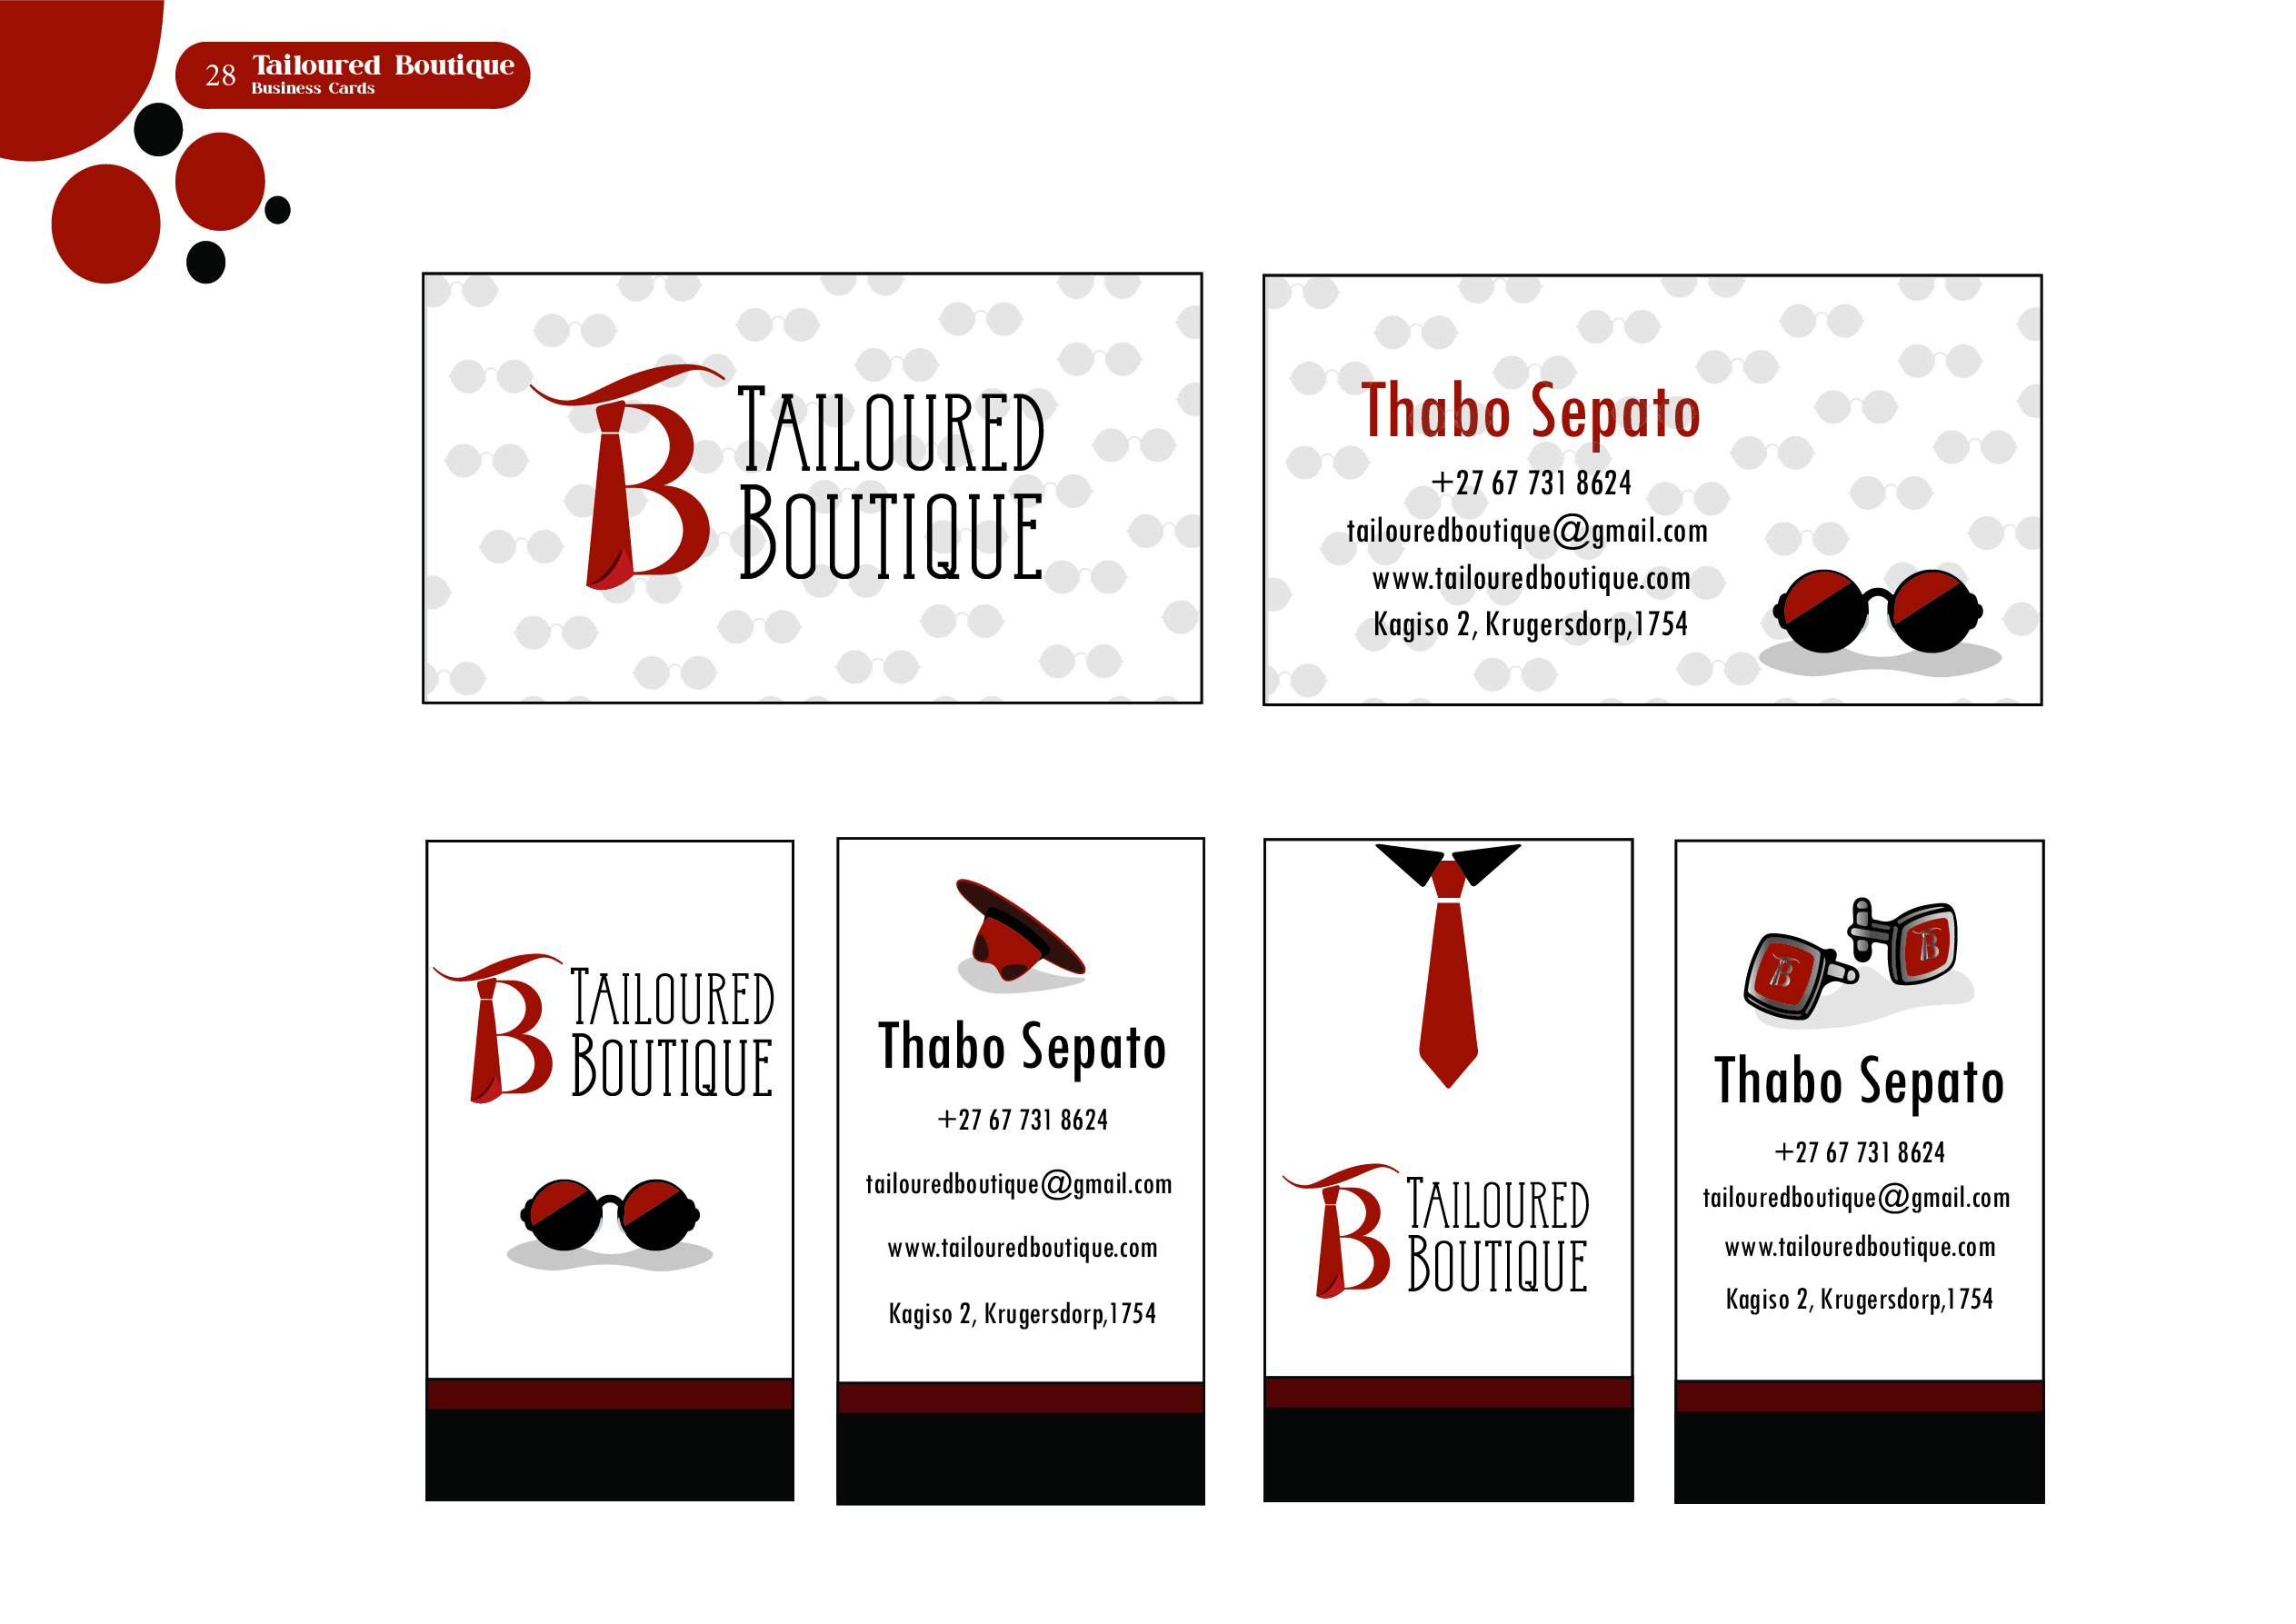 28
Tailoured Boutique
Business Cards
TB
TAILOURED
BOUTIQUE
Thabo Sepato
+27 67 731 8624
tailouredboutique@gmail.com
www.tailouredboutique.com
Kagiso 2, Krugersdorp,1754
TB
TAILOURED
BOUTIQUE
Thabo Sepato
+27 67 731 8624
tailouredboutique@gmail.com
www.tailouredboutique.com
Kagiso 2, Krugersdorp,1754
TB
TAILOURED
BOUTIQUE
TB
TB
Thabo Sepato
+27 67 731 8624
tailouredboutique@gmail.com
www.tailouredboutique.com
Kagiso 2, Krugersdorp,1754